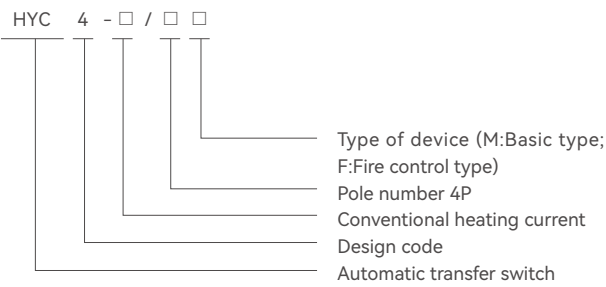 HYC 4 - □ / □ □
Type of device (M:Basic type;
F:Fire control type)
Pole number 4P
Conventional heating current
Design code
Automatic transfer switch